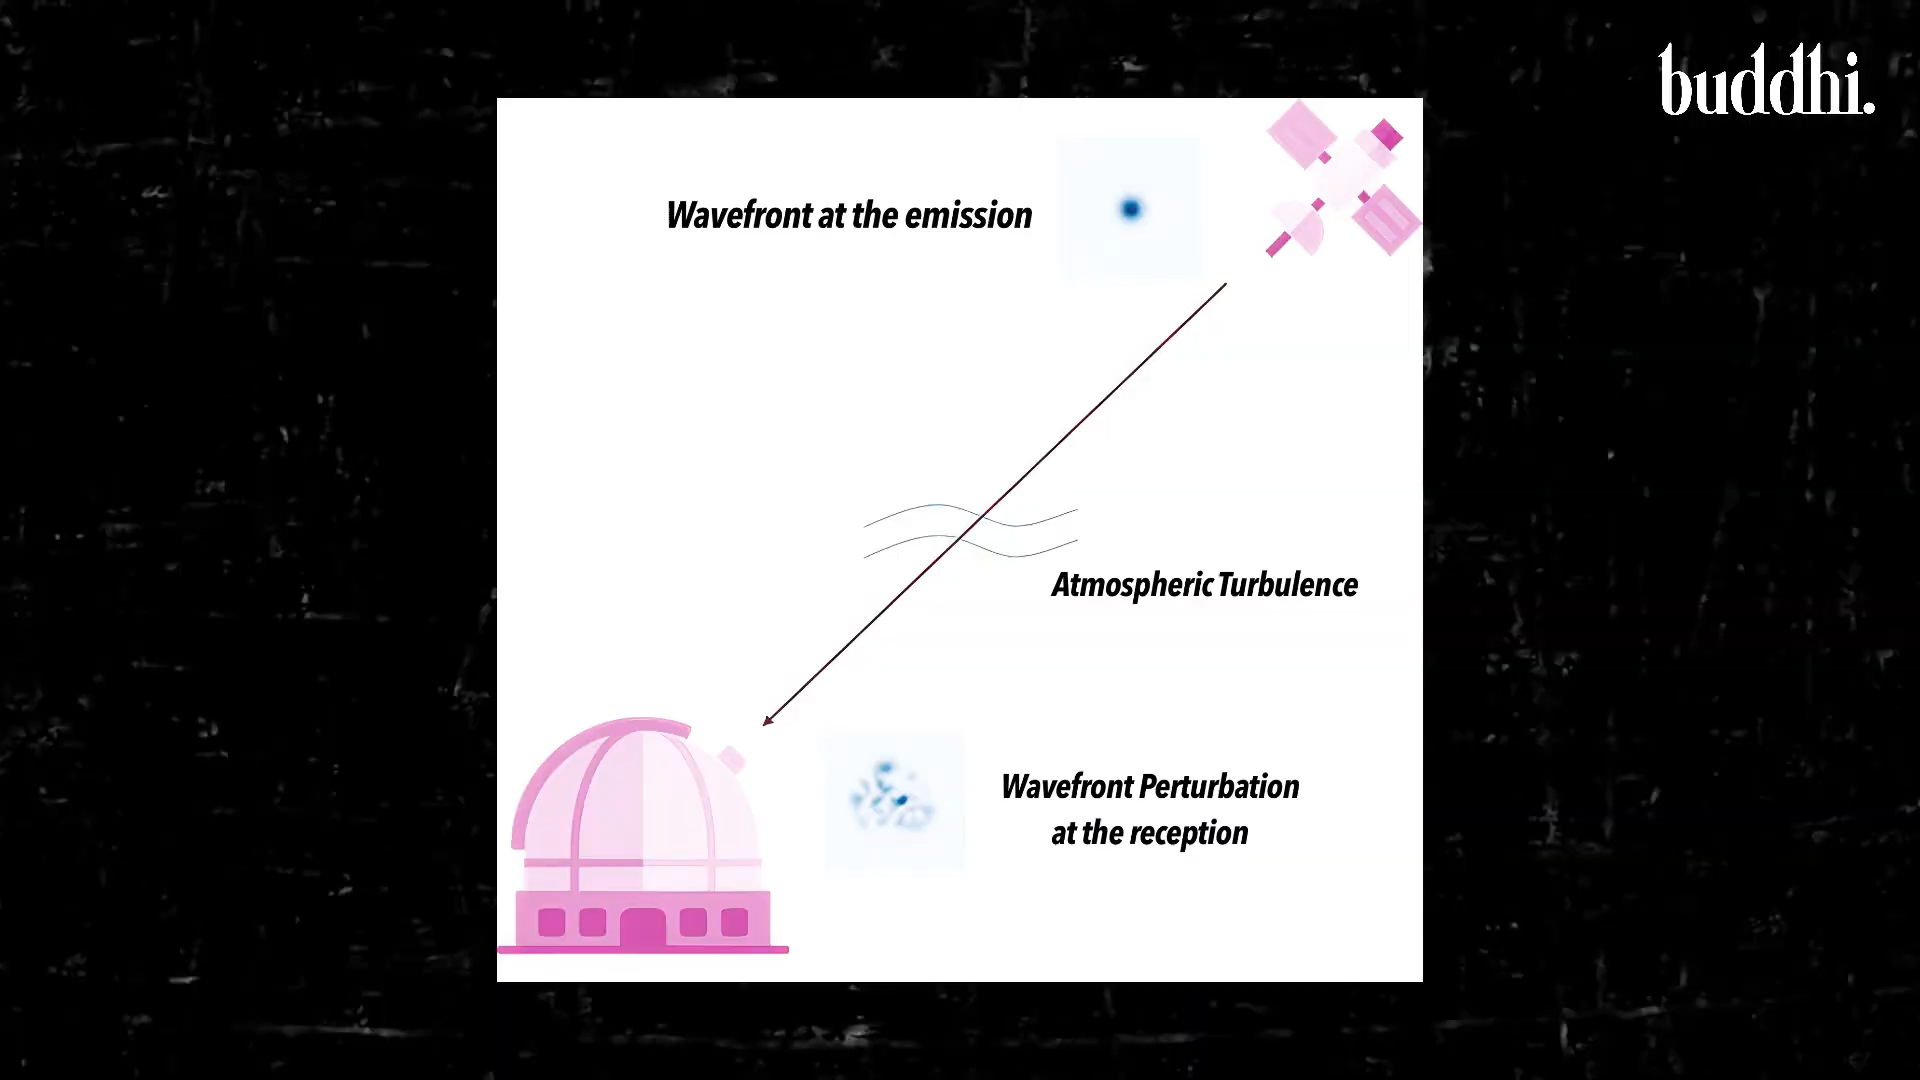 buddhi.
Wavefront at the emission
Atmospheric Turbulence
Wavefront Perturbation
at the reception